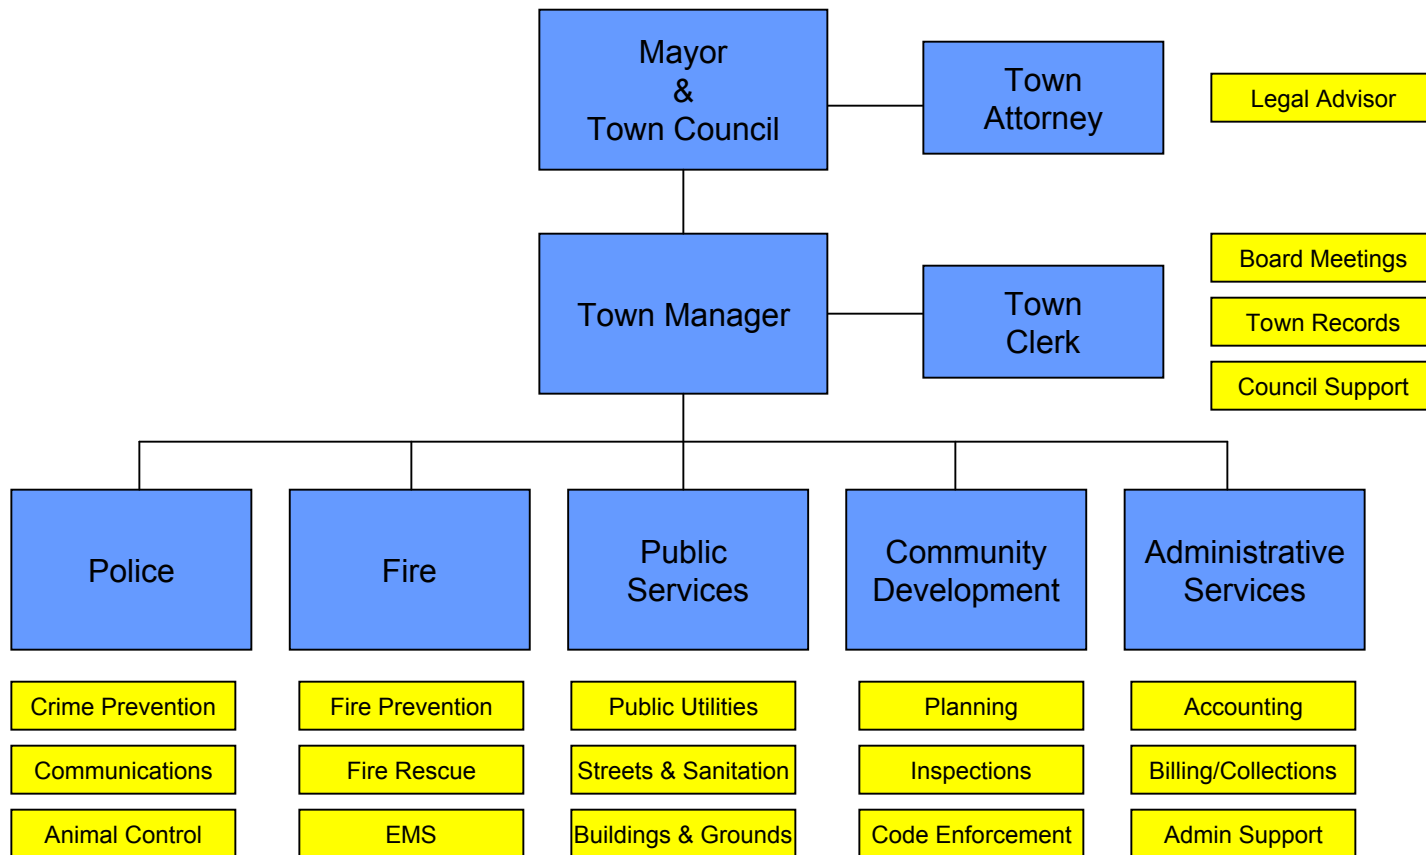 Mayor
&
Town Council
Town
Attorney
Legal Advisor
Town Manager
Town
Clerk
Board Meetings
Town Records
Council Support
Police
Fire
Public
Services
Community
Development
Administrative
Services
Crime Prevention
Fire Prevention
Public Utilities
Planning
Accounting
Communications
Fire Rescue
Streets & Sanitation
Inspections
Billing/Collections
Animal Control
EMS
Buildings & Grounds
Code Enforcement
Admin Support